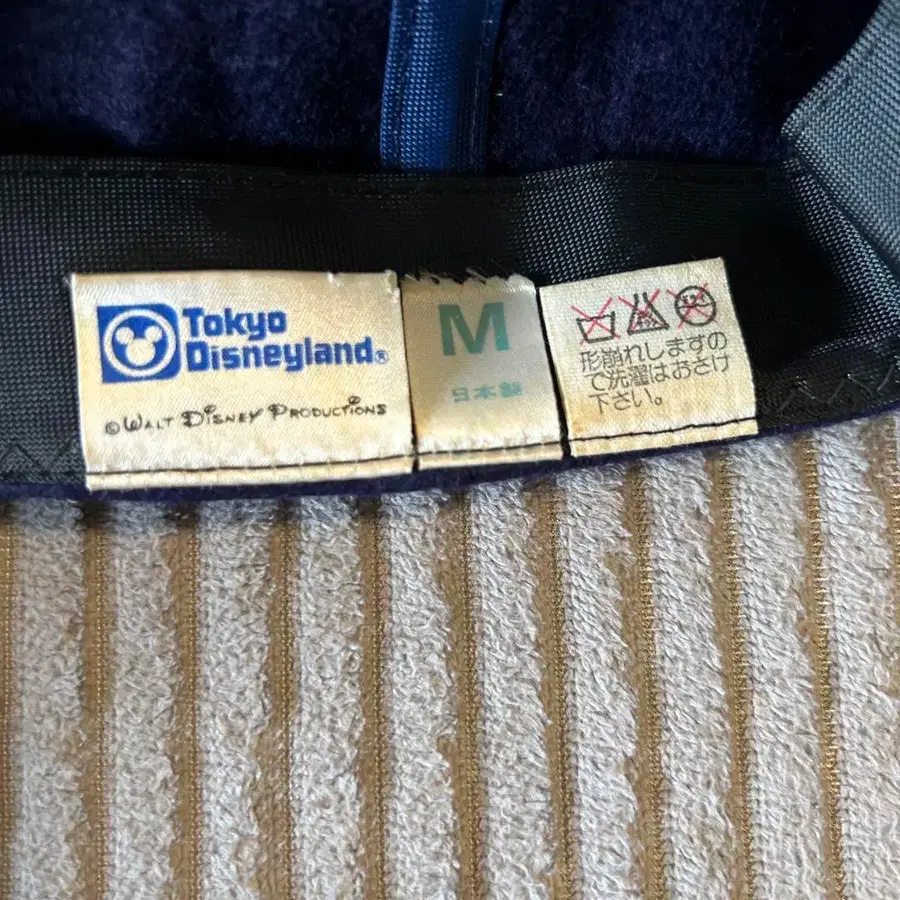 Tokyo
Disneyland®
© WALT DISNEY PRODUCTIONS
M
日本製
形崩れしますの
で洗濯はおさけ
下さい。